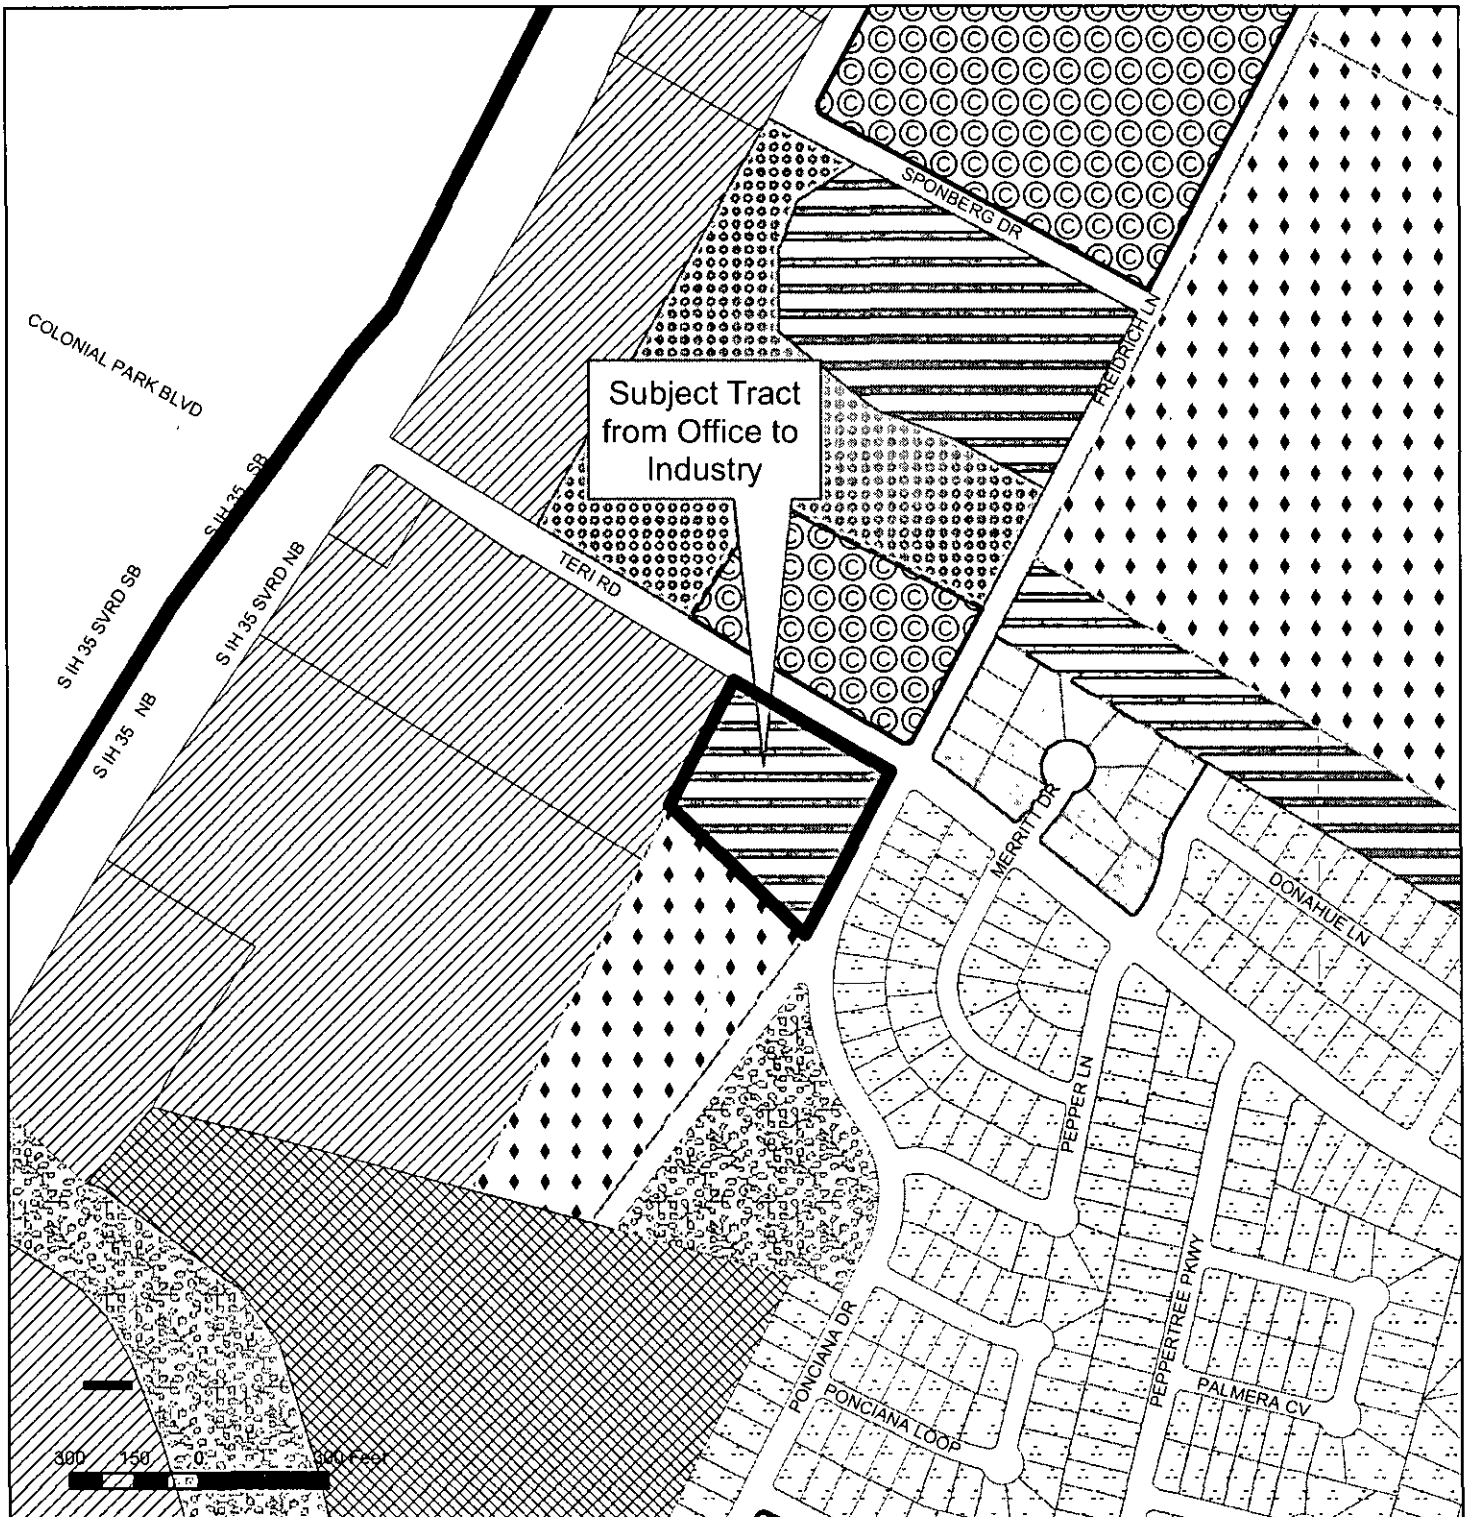 SPONBERG DR
FREIDRICH LN
COLONIAL PARK BLVD
Subject Tract
from Office to
Industry
S IH 35 SB
TERI RD
S IH 35 SVRD NB
S IH 35 SVRD SB
S IH 35 NB
MERRITT DR
DONAHUE LN
PEPPER LN
PEPPERTREE PKWY
PONCIANA DR
PALMERA CV
PONCIANA LOOP
300 150 0 300 Feet